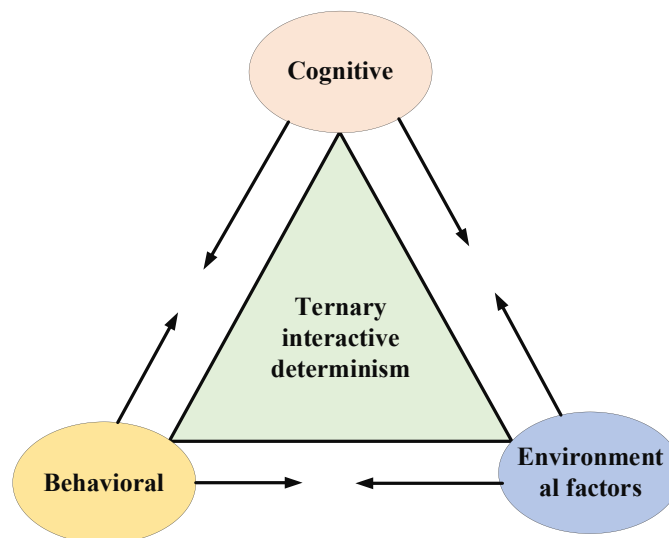 Cognitive
Ternary
interactive
determinism
Behavioral
Environment
al factors